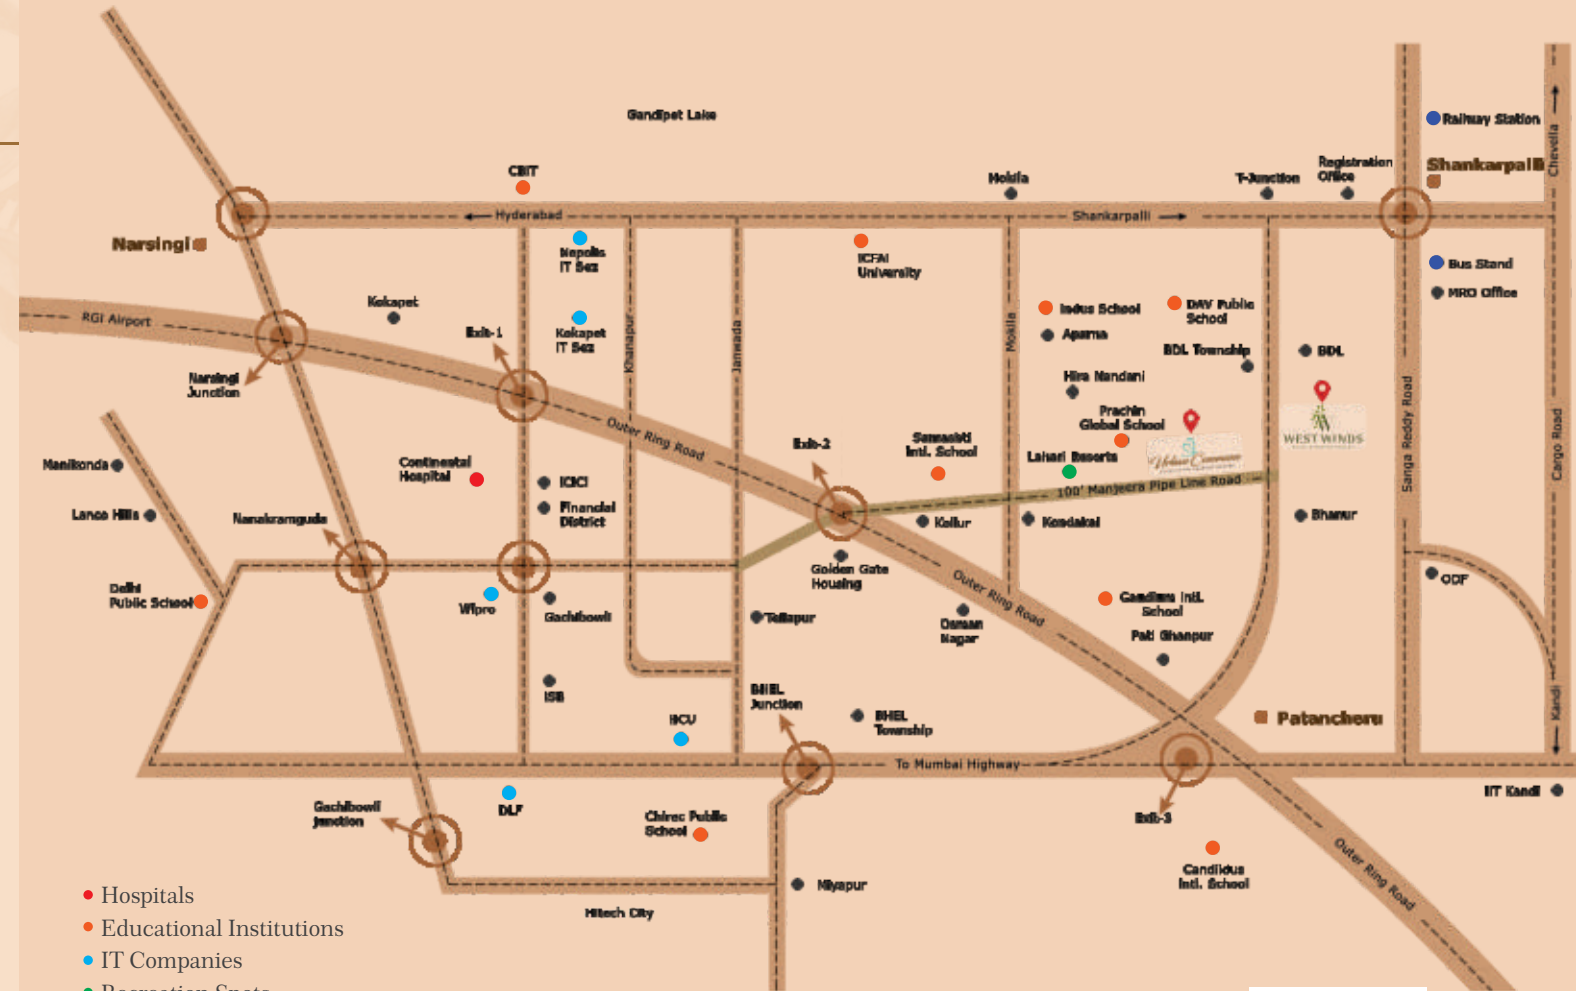 Gandipet Lake
CBIT
Hyderabad
Mokila
Shankarpalli
T-Junction
Registration
Office
Railway Station
Shankarpalli
Chevella
Narsingi
Neopolis
IT Sez
ICFAI
University
Bus Stand
MRO Office
RGI Airport
Kokapet
Exit-1
Kokapet
IT Sez
Khanapur
Janwada
Mokila
Indus School
Aparna
DAV Public
School
BDL Township
BDL
Narsingi
Junction
Hira Nandani
Prachin
Global School
WEST WINDS
Sanga Reddy Road
Cargo Road
Outer Ring Road
Exit-2
Samashti
Intl. School
Lahari Resorts
100' Manjeera Pipe Line Road
Manikonda
Continental
Hospital
ICICI
Financial
District
Lanco Hills
Nanakramguda
Kollur
Kondakal
Bhanur
Golden Gate
Housing
Outer Ring Road
ODF
Delhi
Public School
Wipro
Gachibowli
Tellapur
Osman
Nagar
Gaudium Intl.
School
Pati Ghanpur
ISB
BHEL
Junction
HCU
BHEL
Township
Patancheru
Kandi
To Mumbai Highway
IIT Kandi
DLF
Gachibowli
Junction
Chirec Public
School
Exit-3
Candidus
Intl. School
Outer Ring Road
Miyapur
Hitech City
Hospitals
Educational Institutions
IT Companies
Recreation Spots